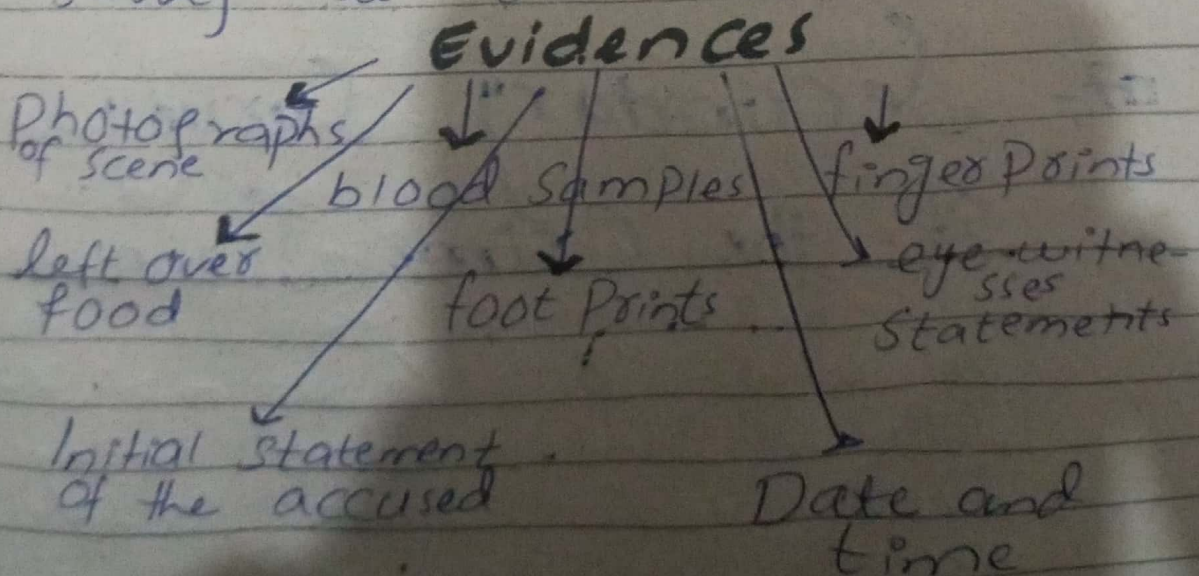 Evidences
Photographs
of scene
blood Samples
finger Prints
left over
food
foot Prints
eye witne-
sses
Statements
Initial Statement
of the accused
Date and
time